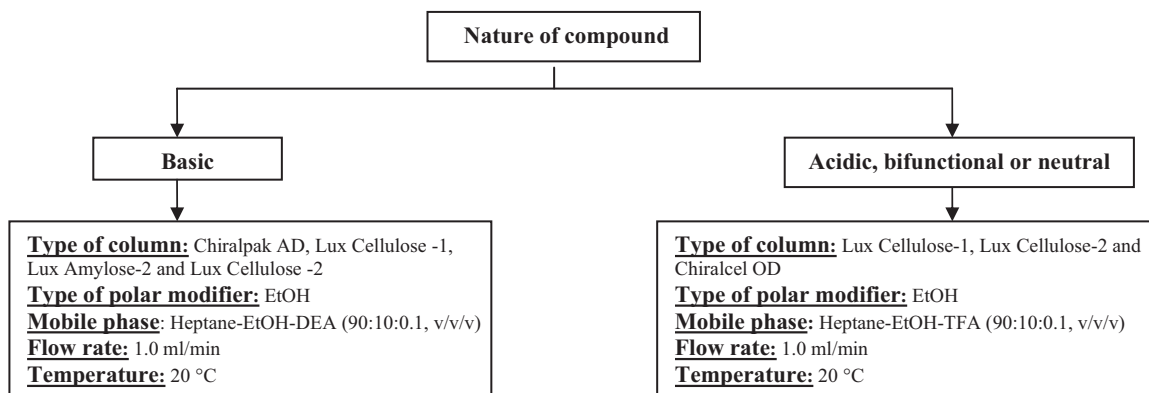 Nature of compound
Basic
Acidic, bifunctional or neutral
Type of column: Chiralpak AD, Lux Cellulose -1,
Lux Amylose-2 and Lux Cellulose -2
Type of polar modifier: EtOH
Mobile phase: Heptane-EtOH-DEA (90:10:0.1, v/v/v)
Flow rate: 1.0 ml/min
Temperature: 20 °C
Type of column: Lux Cellulose-1, Lux Cellulose-2 and
Chiralcel OD
Type of polar modifier: EtOH
Mobile phase: Heptane-EtOH-TFA (90:10:0.1, v/v/v)
Flow rate: 1.0 ml/min
Temperature: 20 °C